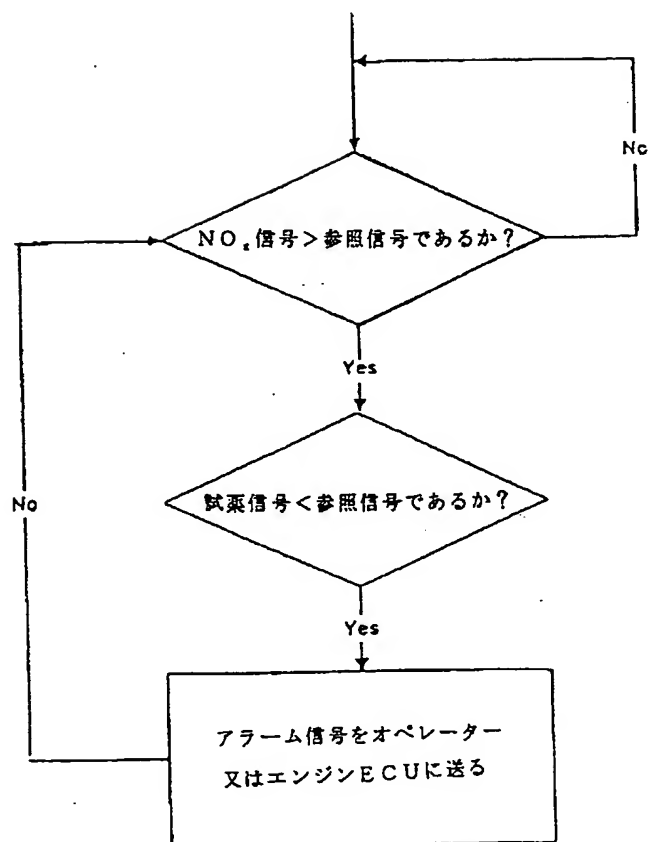 No
NOx信号>参照信号であるか?
Yes
試薬信号<参照信号であるか?
No
Yes
アラーム信号をオペレーター
又はエンジンECUに送る